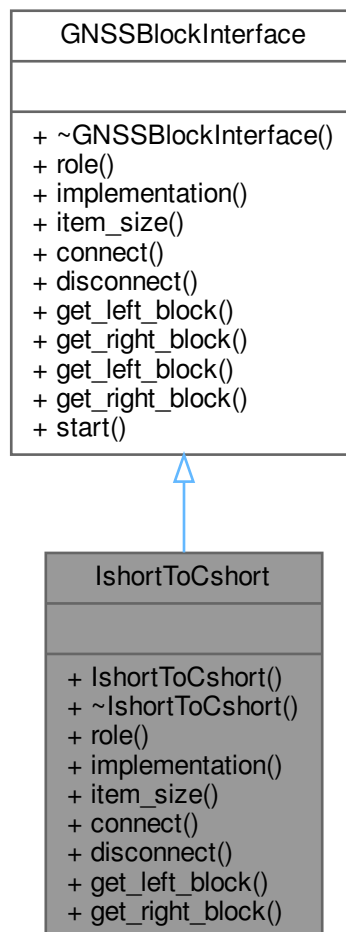 GNSSBlockInterface
+ ~GNSSBlockInterface()
+ role()
+ implementation()
+ item_size()
+ connect()
+ disconnect()
+ get_left_block()
+ get_right_block()
+ get_left_block()
+ get_right_block()
+ start()
IshortToCshort
+ IshortToCshort()
+ ~IshortToCshort()
+ role()
+ implementation()
+ item_size()
+ connect()
+ disconnect()
+ get_left_block()
+ get_right_block()